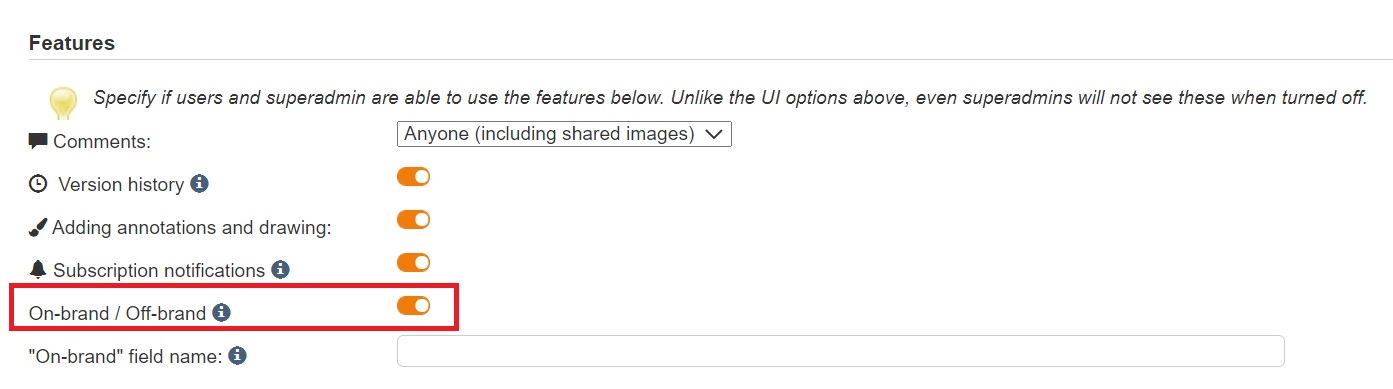 Features
Specify if users and superadmin are able to use the features below. Unlike the UI options above, even superadmins will not see these when turned off.
Comments: Anyone (including shared images)
Version history
Adding annotations and drawing:
Subscription notifications
On-brand / Off-brand
"On-brand" field name: